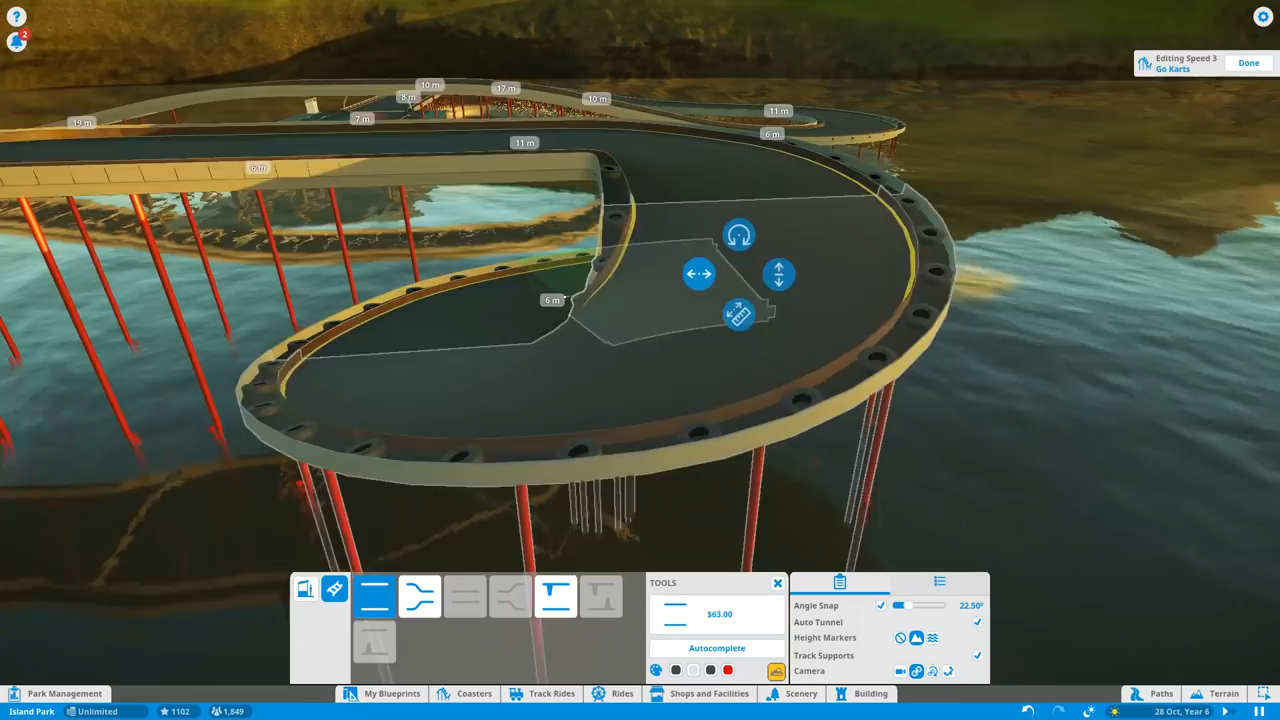 ?
2
Editing Speed 3
Go Karts
Done
10 m
17 m
8 m
10 m
11 m
19 m
7 m
6 m
11 m
6 m
6 m
TOOLS
$63.00
Autocomplete
Angle Snap
22.50°
Auto Tunnel
Height Markers
Track Supports
Camera
Park Management
My Blueprints
Coasters
Track Rides
Rides
Shops and Facilities
Scenery
Building
Paths
Terrain
Island Park
Unlimited
1102
1,849
28 Oct, Year 6